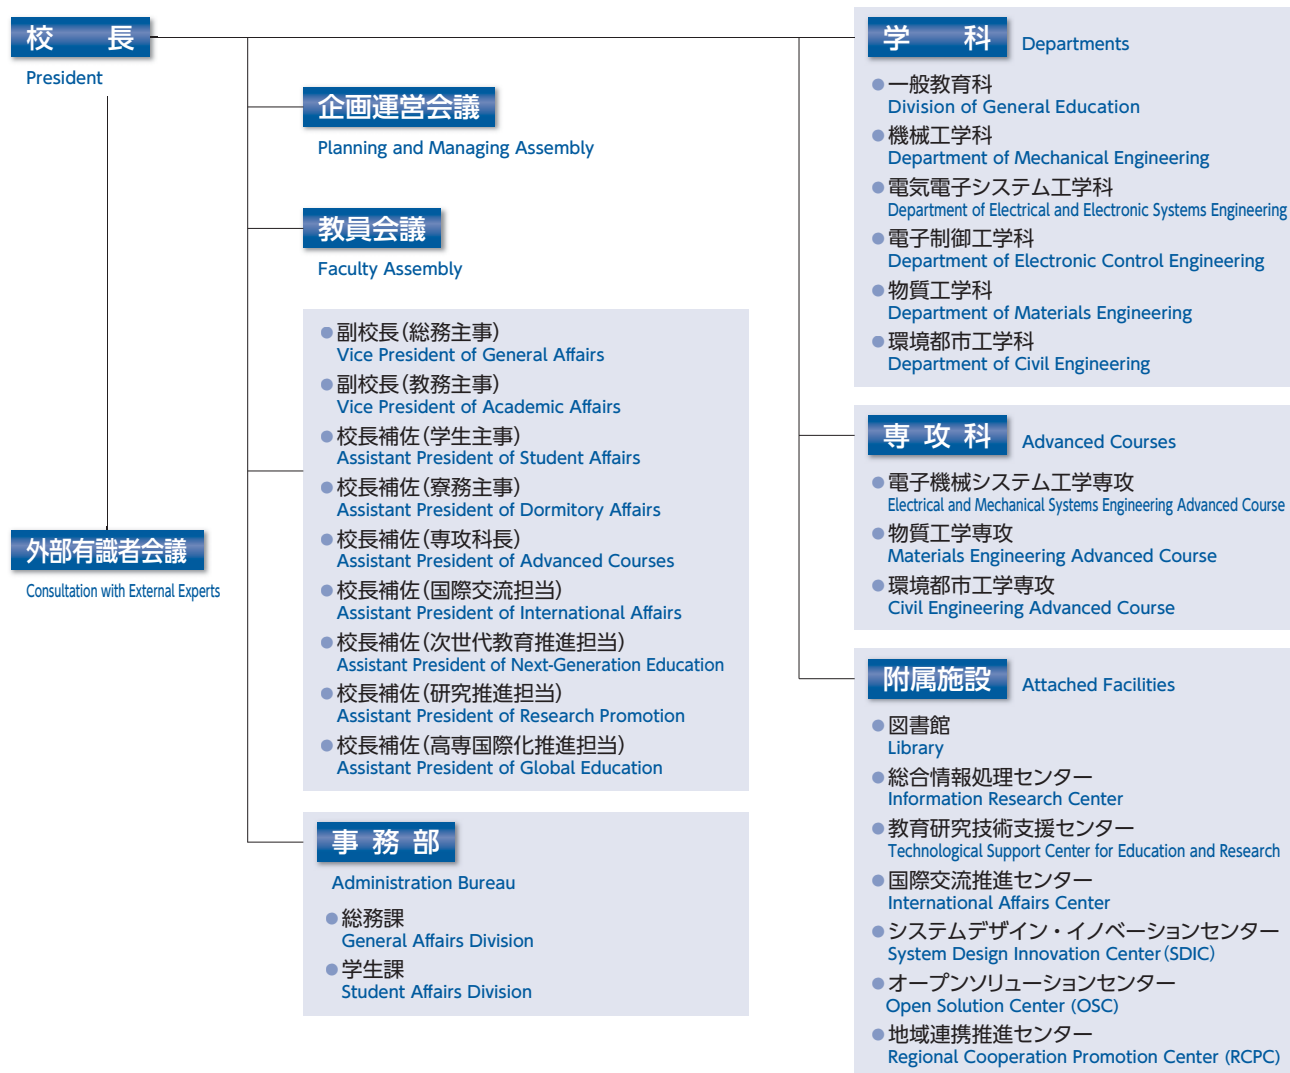 校 長
President
外部有識者会議
Consultation with External Experts
企画運営会議
Planning and Managing Assembly
教員会議
Faculty Assembly
●副校長(総務主事)
Vice President of General Affairs
●副校長(教務主事)
Vice President of Academic Affairs
●校長補佐(学生主事)
Assistant President of Student Affairs
●校長補佐(寮務主事)
Assistant President of Dormitory Affairs
●校長補佐(専攻科長)
Assistant President of Advanced Courses
●校長補佐(国際交流担当)
Assistant President of International Affairs
●校長補佐(次世代教育推進担当)
Assistant President of Next-Generation Education
●校長補佐(研究推進担当)
Assistant President of Research Promotion
●校長補佐(高専国際化推進担当)
Assistant President of Global Education
事務部
Administration Bureau
●総務課
General Affairs Division
●学生課
Student Affairs Division
学 科 Departments
●一般教育科
Division of General Education
●機械工学科
Department of Mechanical Engineering
●電気電子システム工学科
Department of Electrical and Electronic Systems Engineering
●電子制御工学科
Department of Electronic Control Engineering
●物質工学科
Department of Materials Engineering
●環境都市工学科
Department of Civil Engineering
専攻科 Advanced Courses
●電子機械システム工学専攻
Electrical and Mechanical Systems Engineering Advanced Course
●物質工学専攻
Materials Engineering Advanced Course
●環境都市工学専攻
Civil Engineering Advanced Course
附属施設 Attached Facilities
●図書館
Library
●総合情報処理センター
Information Research Center
●教育研究技術支援センター
Technological Support Center for Education and Research
●国際交流推進センター
International Affairs Center
●システムデザイン・イノベーションセンター
System Design Innovation Center(SDIC)
●オープンソリューションセンター
Open Solution Center (OSC)
●地域連携推進センター
Regional Cooperation Promotion Center (RCPC)